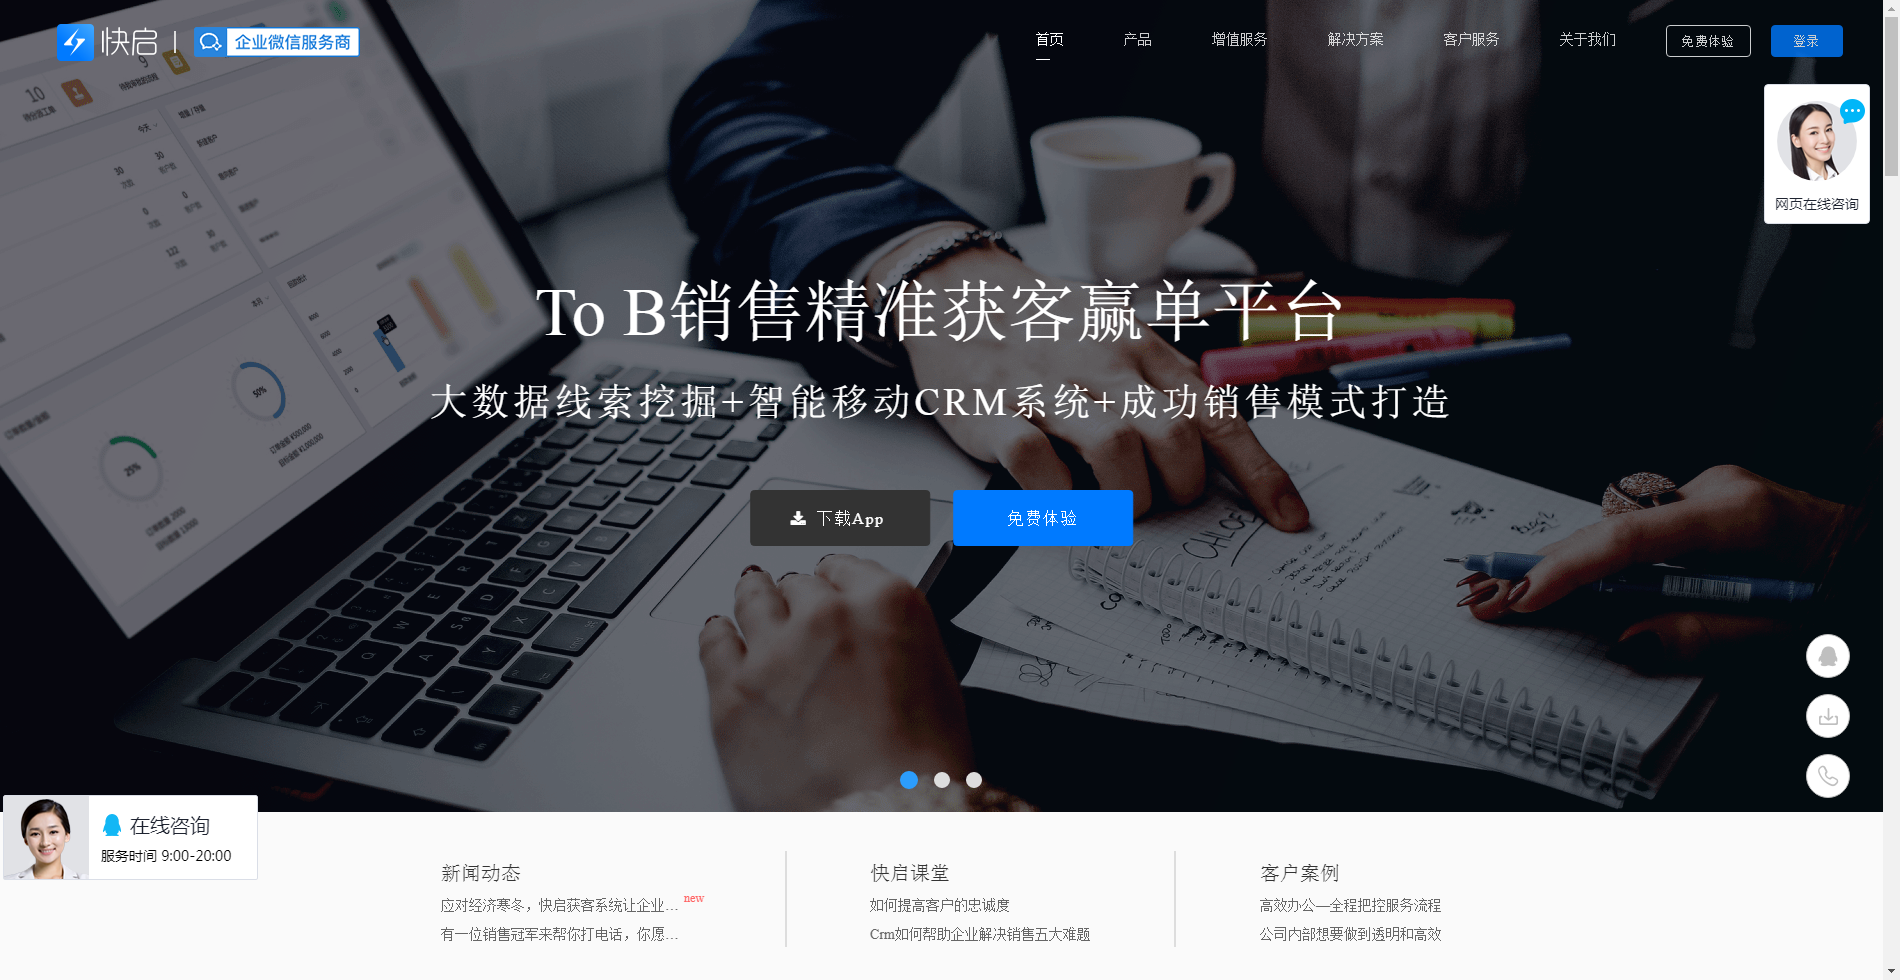 快启
企业微信服务商
首页
产品
增值服务
解决方案
客户服务
关于我们
免费体验
登录
网页在线咨询
To B销售精准获客赢单平台
大数据线索挖掘+智能移动CRM系统+成功销售模式打造
下载App
免费体验
在线咨询
服务时间 9:00-20:00
新闻动态
应对经济寒冬，快启获客系统让企业... new
有一位销售冠军来帮你打电话，你愿...
快启课堂
如何提高客户的忠诚度
Crm如何帮助企业解决销售五大难题
客户案例
高效办公—全程把控服务流程
公司内部想要做到透明和高效